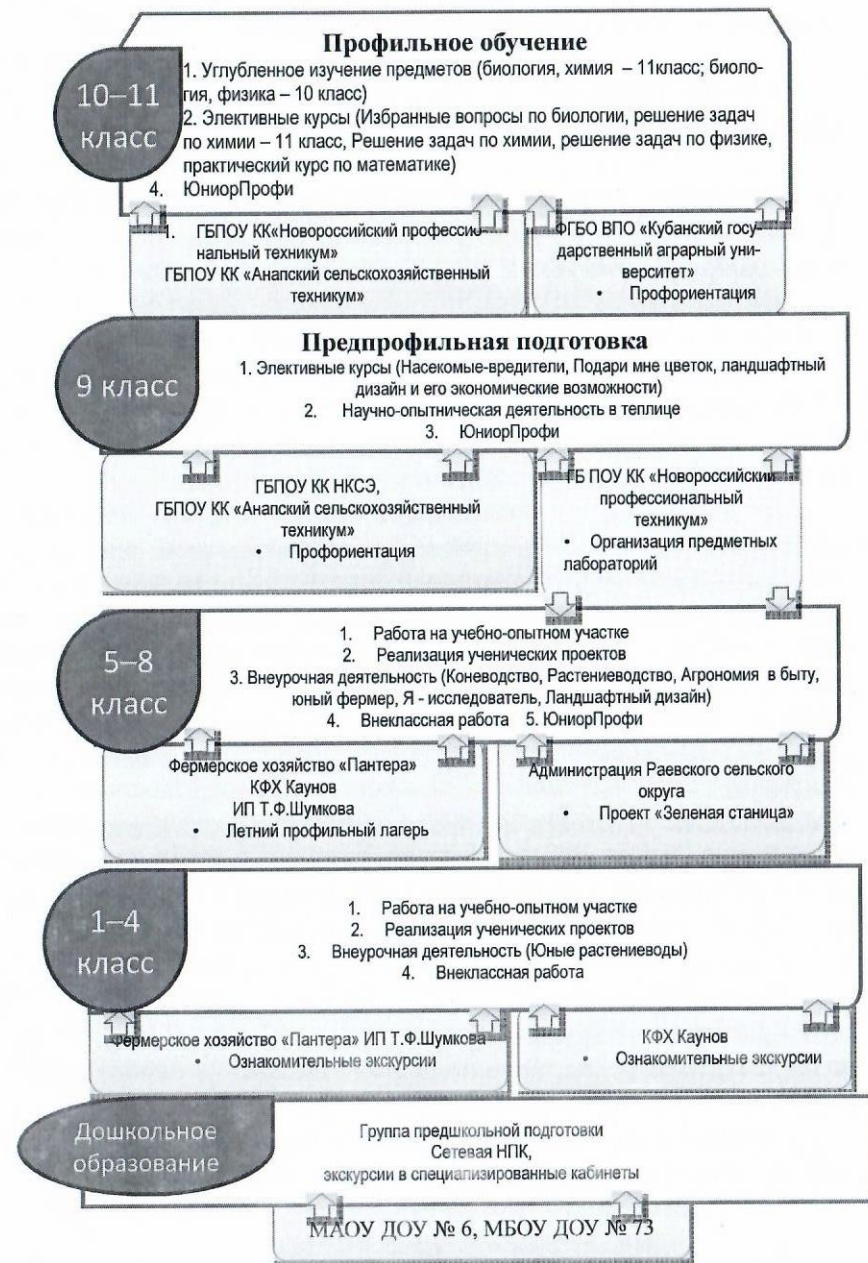 Профильное обучение
10–11
класс
1. Углубленное изучение предметов (биология, химия – 11класс; биоло-
гия, физика – 10 класс)
2. Элективные курсы (Избранные вопросы по биологии, решение задач
по химии – 11 класс, Решение задач по химии, решение задач по физике,
практический курс по математике)
4. ЮниорПрофи
1. ГБПОУ КК«Новороссийский профессио-
нальный техникум»
ГБПОУ КК «Анапский сельскохозяйственный
техникум»
ФГБО ВПО «Кубанский госу-
дарственный аграрный уни-
верситет»
• Профориентация
Предпрофильная подготовка
9 класс
1. Элективные курсы (Насекомые-вредители, Подари мне цветок, ландшафтный
дизайн и его экономические возможности)
2. Научно-опытническая деятельность в теплице
3. ЮниорПрофи
ГБПОУ КК НКСЭ,
ГБПОУ КК «Анапский сельскохозяйственный
техникум»
• Профориентация
ГБ ПОУ КК «Новороссийский
профессиональный
техникум»
• Организация предметных
лабораторий
5–8
класс
1. Работа на учебно-опытном участке
2. Реализация ученических проектов
3. Внеурочная деятельность (Коневодство, Растениеводство, Агрономия в быту,
юный фермер, Я - исследователь, Ландшафтный дизайн)
4. Внеклассная работа 5. ЮниорПрофи
Фермерское хозяйство «Пантера»
КФХ Каунов
ИП Т.Ф.Шумкова
• Летний профильный лагерь
Администрация Раевского сельского
округа
• Проект «Зеленая станица»
1–4
класс
1. Работа на учебно-опытном участке
2. Реализация ученических проектов
3. Внеурочная деятельность (Юные растениеводы)
4. Внеклассная работа
Фермерское хозяйство «Пантера» ИП Т.Ф.Шумкова
• Ознакомительные экскурсии
КФХ Каунов
• Ознакомительные экскурсии
Дошкольное
образование
Группа предшкольной подготовки
Сетевая НПК,
экскурсии в специализированные кабинеты
МАОУ ДОУ № 6, МБОУ ДОУ № 73